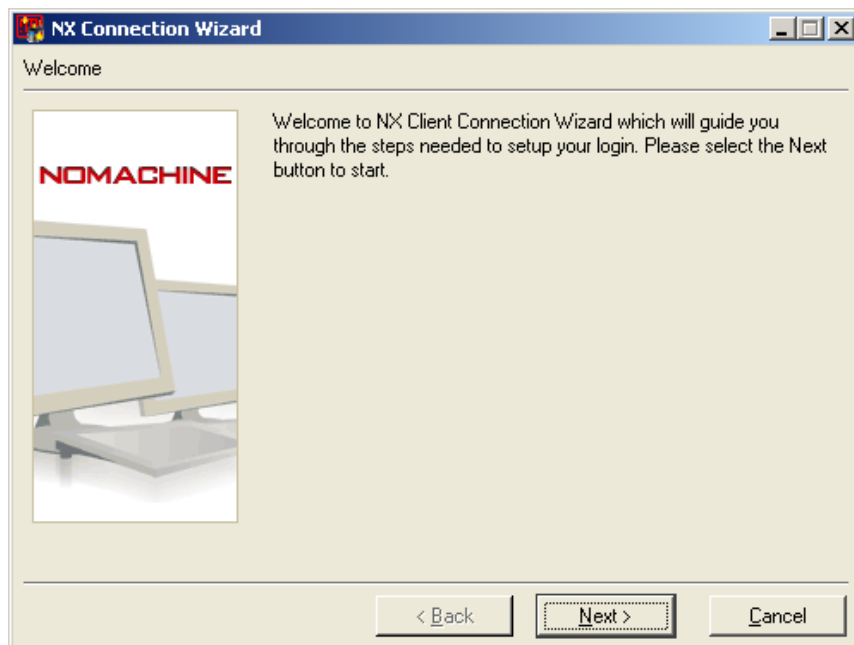 NX Connection Wizard
Welcome
Welcome to NX Client Connection Wizard which will guide you
through the steps needed to setup your login. Please select the Next
button to start.
NOMACHINE
< Back
Next >
Cancel